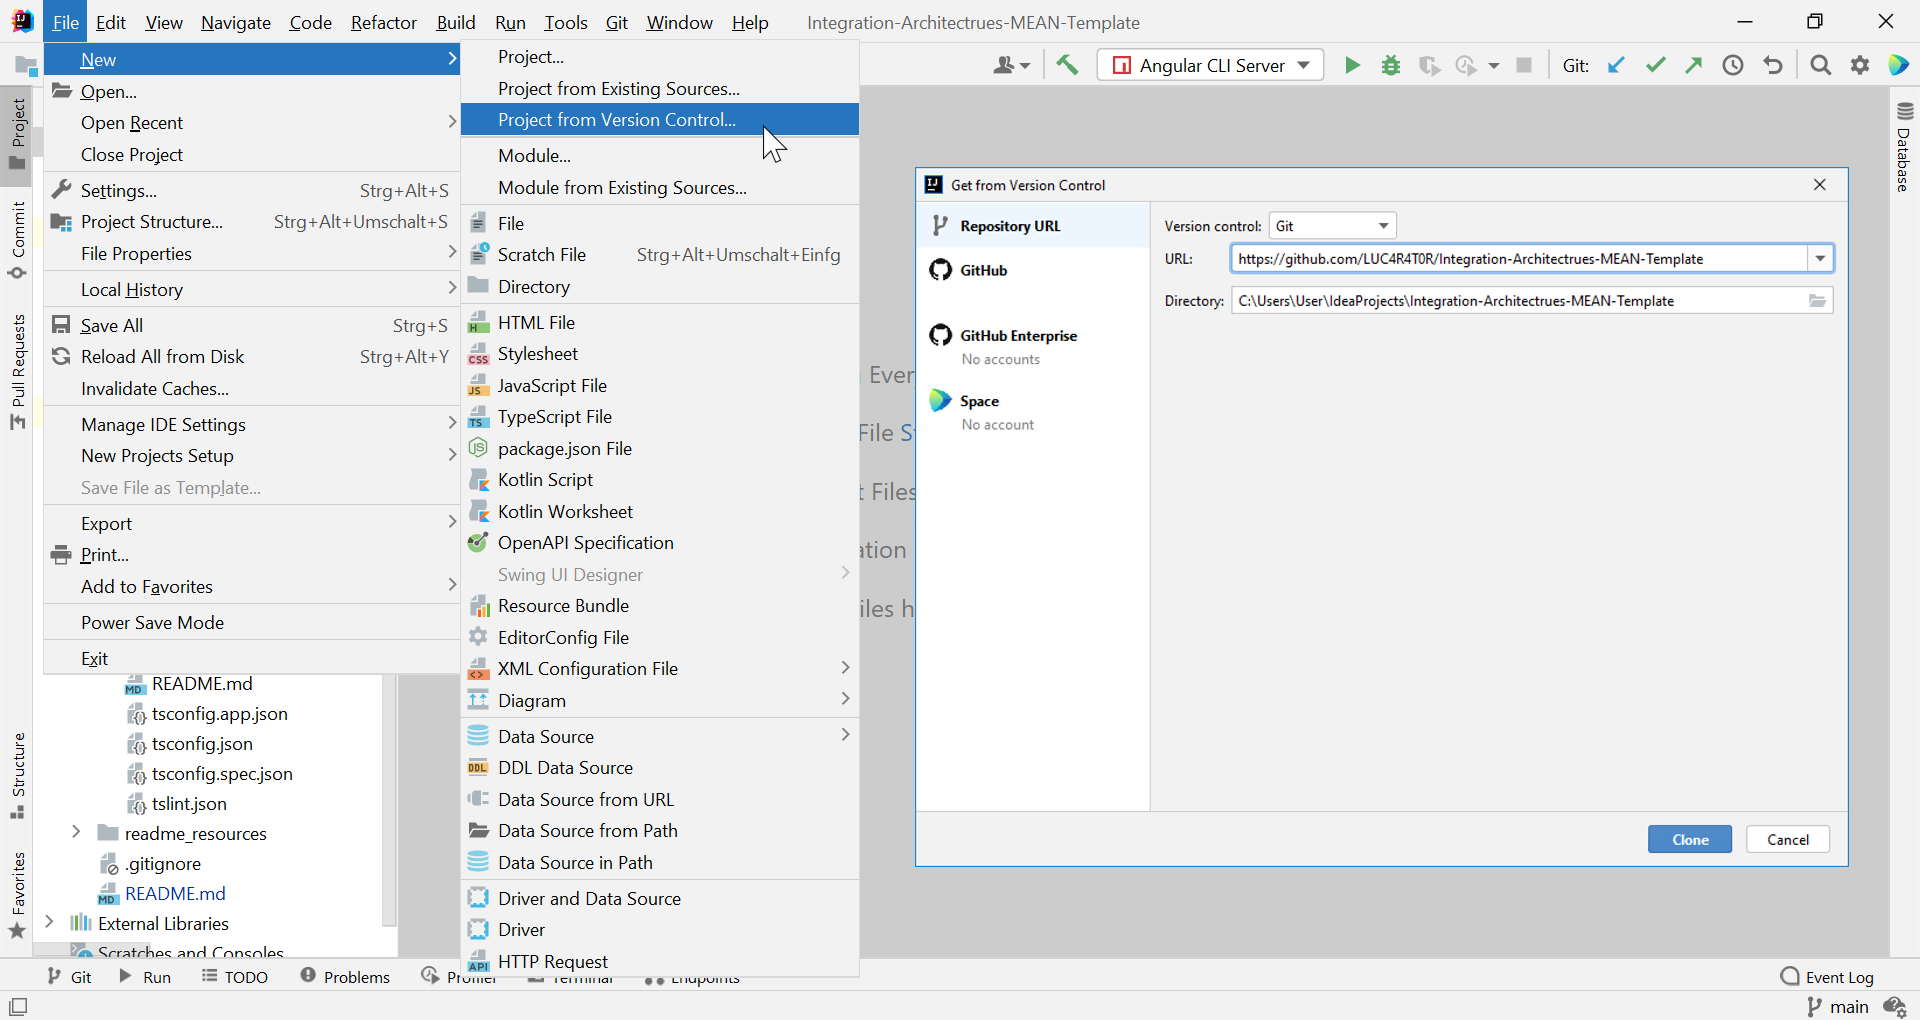 File Edit View Navigate Code Refactor Build Run Tools Git Window Help Integration-Architectrues-MEAN-Template
Angular CLI Server Git:
Project
Commit
Pull Requests
Structure
Favorites
New
Open...
Open Recent
Close Project
Settings... Strg+Alt+S
Project Structure... Strg+Alt+Umschalt+S
File Properties
Local History
Save All Strg+S
Reload All from Disk Strg+Alt+Y
Invalidate Caches...
Manage IDE Settings
New Projects Setup
Save File as Template...
Export
Print...
Add to Favorites
Power Save Mode
Exit
README.md
tsconfig.app.json
tsconfig.json
tsconfig.spec.json
tslint.json
readme_resources
.gitignore
README.md
External Libraries
Scratches and Consoles
Project...
Project from Existing Sources...
Project from Version Control...
Module...
Module from Existing Sources...
File
Scratch File Strg+Alt+Umschalt+Einfg
Directory
HTML File
Stylesheet
JavaScript File
TypeScript File
package.json File
Kotlin Script
Kotlin Worksheet
OpenAPI Specification
Swing UI Designer
Resource Bundle
EditorConfig File
XML Configuration File
Diagram
Data Source
DDL Data Source
Data Source from URL
Data Source from Path
Data Source in Path
Driver and Data Source
Driver
HTTP Request
File
Files
Get from Version Control
Repository URL
GitHub
GitHub Enterprise
No accounts
Space
No account
Version control: Git
URL: https://github.com/LUC4R4T0R/Integration-Architectrues-MEAN-Template
Directory: C:\Users\User\IdeaProjects\Integration-Architectrues-MEAN-Template
Clone Cancel
Database
Git Run TODO Problems Profiler Terminal Endpoints Event Log
main